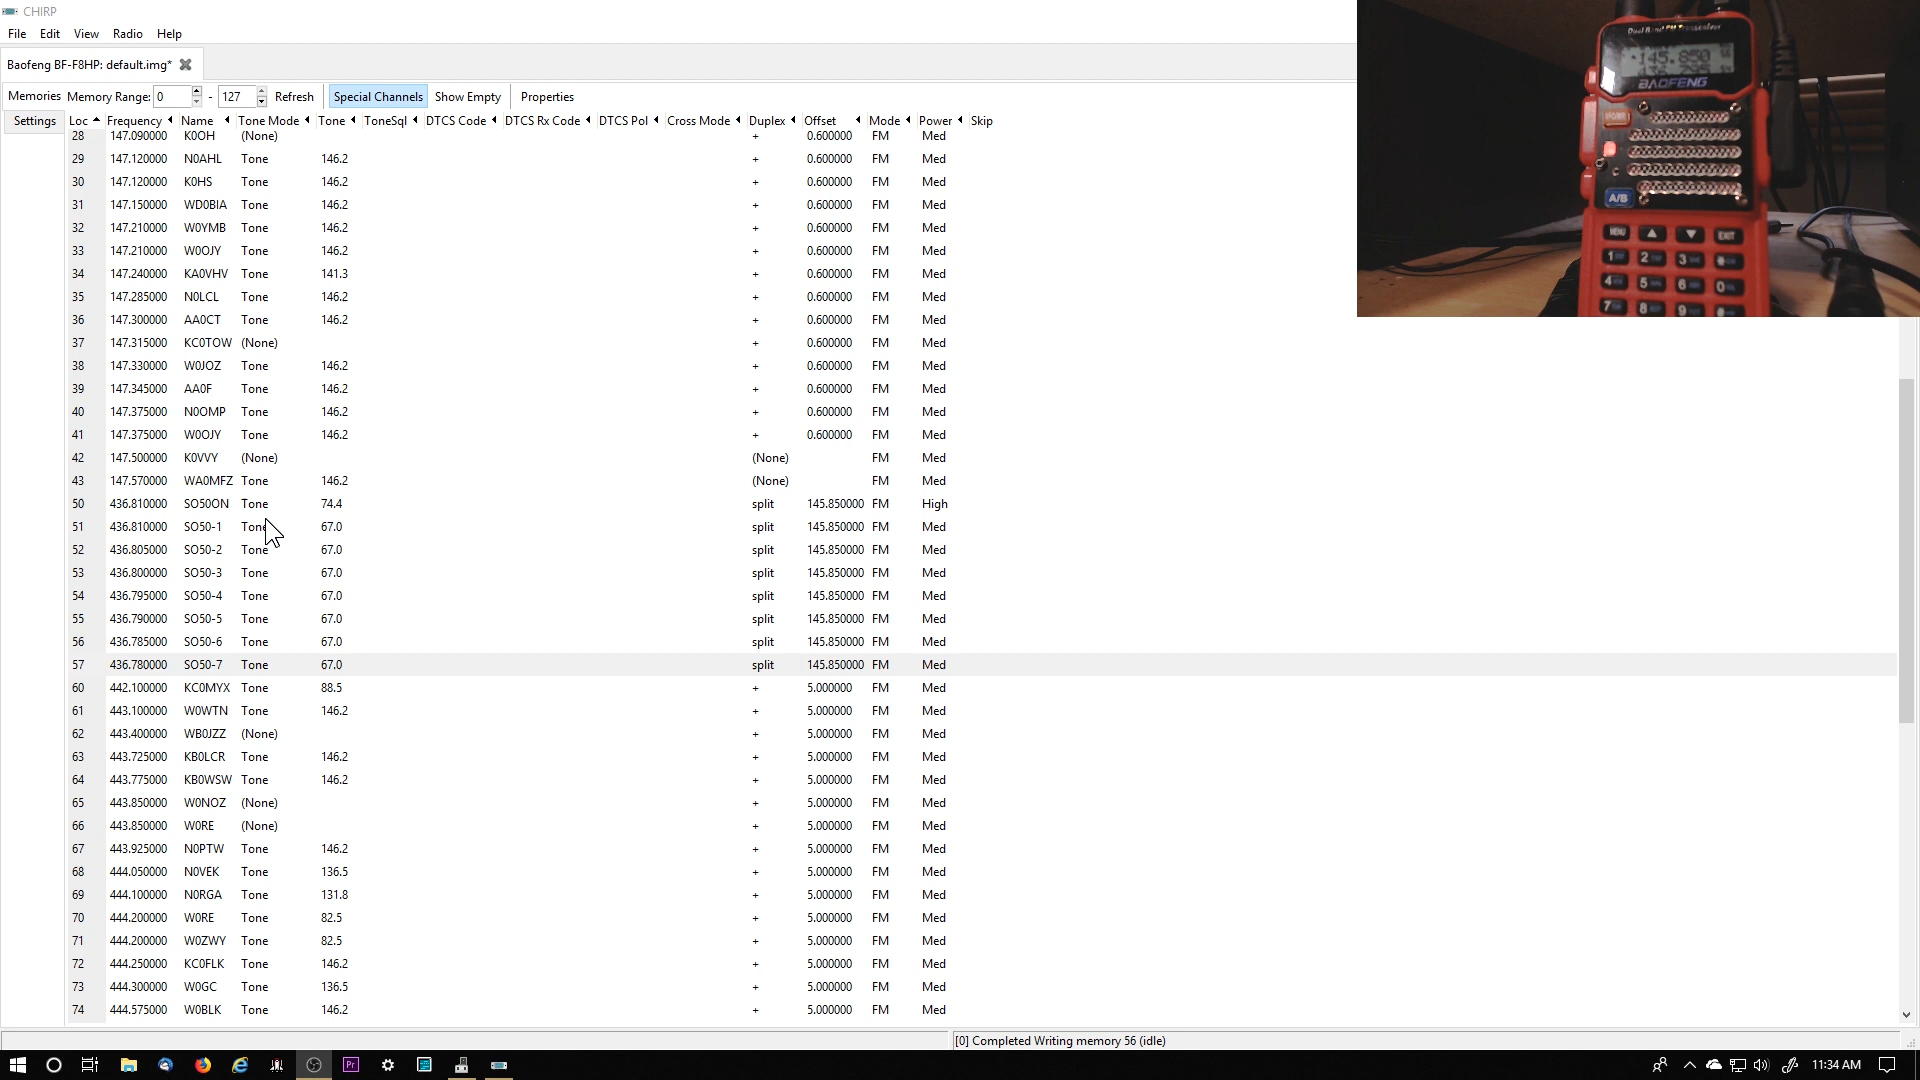 CHIRP
File Edit View Radio Help
Baofeng BF-F8HP: default.img*
Memories Memory Range: 0 - 127 Refresh Special Channels Show Empty Properties
Settings
Loc Frequency Name Tone Mode Tone ToneSql DTCS Code DTCS Rx Code DTCS Pol Cross Mode Duplex Offset Mode Power Skip
28 147.090000 K0OH (None) + 0.600000 FM Med
29 147.120000 N0AHL Tone 146.2 + 0.600000 FM Med
30 147.120000 K0HS Tone 146.2 + 0.600000 FM Med
31 147.150000 WD0BIA Tone 146.2 + 0.600000 FM Med
32 147.210000 W0YMB Tone 146.2 + 0.600000 FM Med
33 147.210000 W0OJY Tone 146.2 + 0.600000 FM Med
34 147.240000 KA0VHV Tone 141.3 + 0.600000 FM Med
35 147.285000 N0LCL Tone 146.2 + 0.600000 FM Med
36 147.300000 AA0CT Tone 146.2 + 0.600000 FM Med
37 147.315000 KC0TOW (None) + 0.600000 FM Med
38 147.330000 W0JOZ Tone 146.2 + 0.600000 FM Med
39 147.345000 AA0F Tone 146.2 + 0.600000 FM Med
40 147.375000 N0OMP Tone 146.2 + 0.600000 FM Med
41 147.375000 W0OJY Tone 146.2 + 0.600000 FM Med
42 147.500000 K0VVY (None) (None) FM Med
43 147.570000 WA0MFZ Tone 146.2 (None) FM Med
50 436.810000 SO50ON Tone 74.4 split 145.850000 FM High
51 436.810000 SO50-1 Tone 67.0 split 145.850000 FM Med
52 436.805000 SO50-2 Tone 67.0 split 145.850000 FM Med
53 436.800000 SO50-3 Tone 67.0 split 145.850000 FM Med
54 436.795000 SO50-4 Tone 67.0 split 145.850000 FM Med
55 436.790000 SO50-5 Tone 67.0 split 145.850000 FM Med
56 436.785000 SO50-6 Tone 67.0 split 145.850000 FM Med
57 436.780000 SO50-7 Tone 67.0 split 145.850000 FM Med
60 442.100000 KC0MYX Tone 88.5 + 5.000000 FM Med
61 443.100000 W0WTN Tone 146.2 + 5.000000 FM Med
62 443.400000 WB0JZZ (None) + 5.000000 FM Med
63 443.725000 KB0LCR Tone 146.2 + 5.000000 FM Med
64 443.775000 KB0WSW Tone 146.2 + 5.000000 FM Med
65 443.850000 W0NOZ (None) + 5.000000 FM Med
66 443.850000 W0RE (None) + 5.000000 FM Med
67 443.925000 N0PTW Tone 146.2 + 5.000000 FM Med
68 444.050000 N0VEK Tone 136.5 + 5.000000 FM Med
69 444.100000 N0RGA Tone 131.8 + 5.000000 FM Med
70 444.200000 W0RE Tone 82.5 + 5.000000 FM Med
71 444.200000 W0ZWY Tone 82.5 + 5.000000 FM Med
72 444.250000 KC0FLK Tone 146.2 + 5.000000 FM Med
73 444.300000 W0GC Tone 136.5 + 5.000000 FM Med
74 444.575000 W0BLK Tone 146.2 + 5.000000 FM Med
[0] Completed Writing memory 56 (idle)
Pr
11:34 AM
Dual Band FM Transceiver
145.850
BAOFENG
A/B
MENU EXIT
1 2 3
4 5 6 0
7 8 9